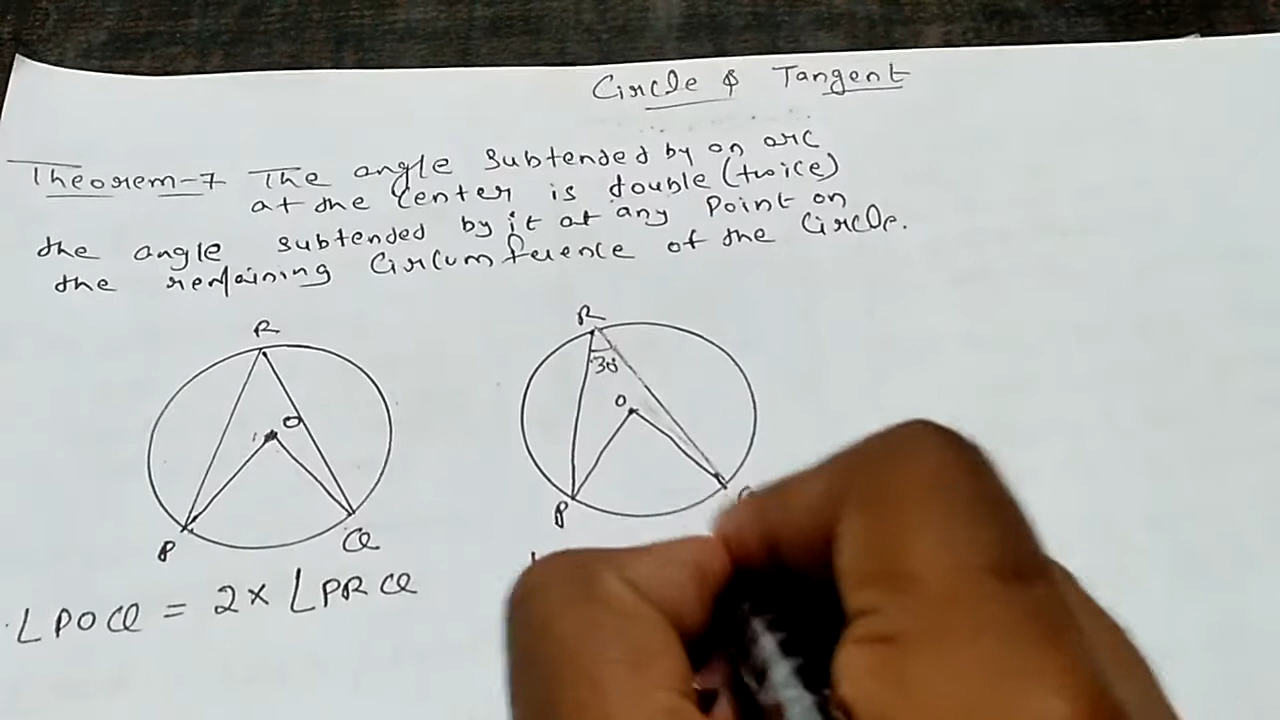 Circle & Tangent
Theorem-7 The angle subtended by an arc
at the center is double (twice)
the angle subtended by it at any Point on
the remaining Circumference of the Circle.
R
R
30
O
O
P
Q
P
∠POQ = 2x ∠PRQ